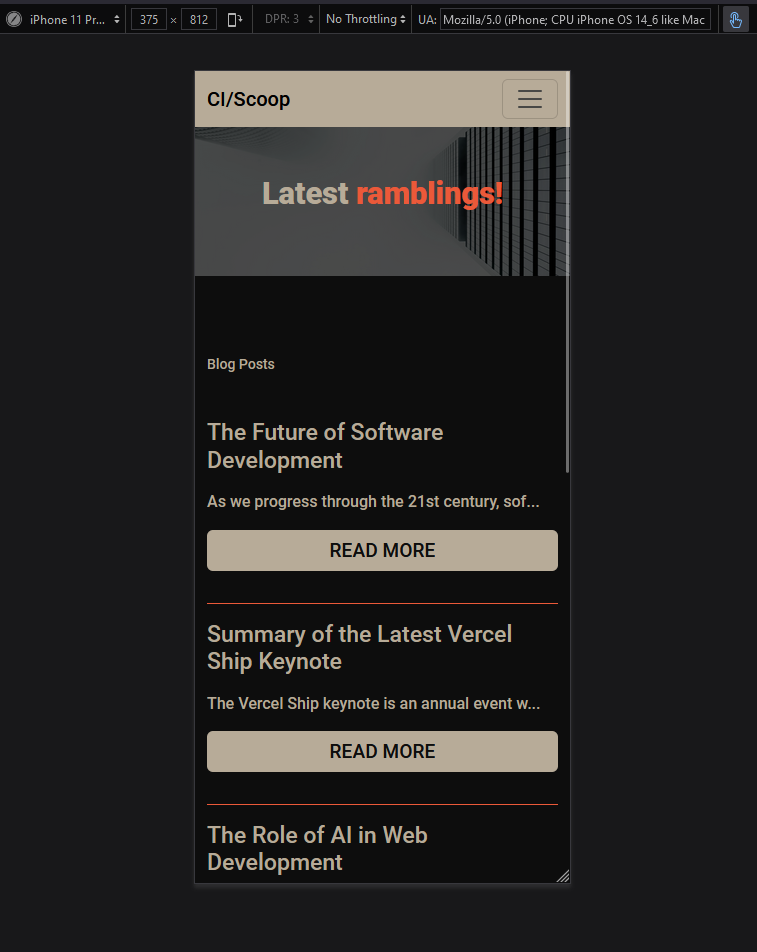 iPhone 11 Pr... 375 × 812 DPR: 3 No Throttling UA: Mozilla/5.0 (iPhone; CPU iPhone OS 14_6 like Mac
CI/Scoop
Latest ramblings!
Blog Posts
The Future of Software
Development
As we progress through the 21st century, sof...
READ MORE
Summary of the Latest Vercel
Ship Keynote
The Vercel Ship keynote is an annual event w...
READ MORE
The Role of AI in Web
Development